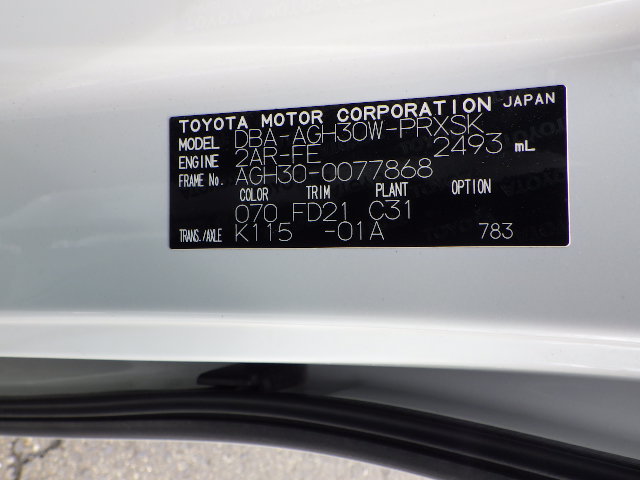 TOYOTA MOTOR CORPORATION JAPAN
MODEL DBA-AGH30W-PRXSK
ENGINE 2AR-FE 2493 mL
FRAME No. AGH30-0077868
COLOR TRIM PLANT OPTION
070 FD21 C31
TRANS./AXLE K115 -01A 783